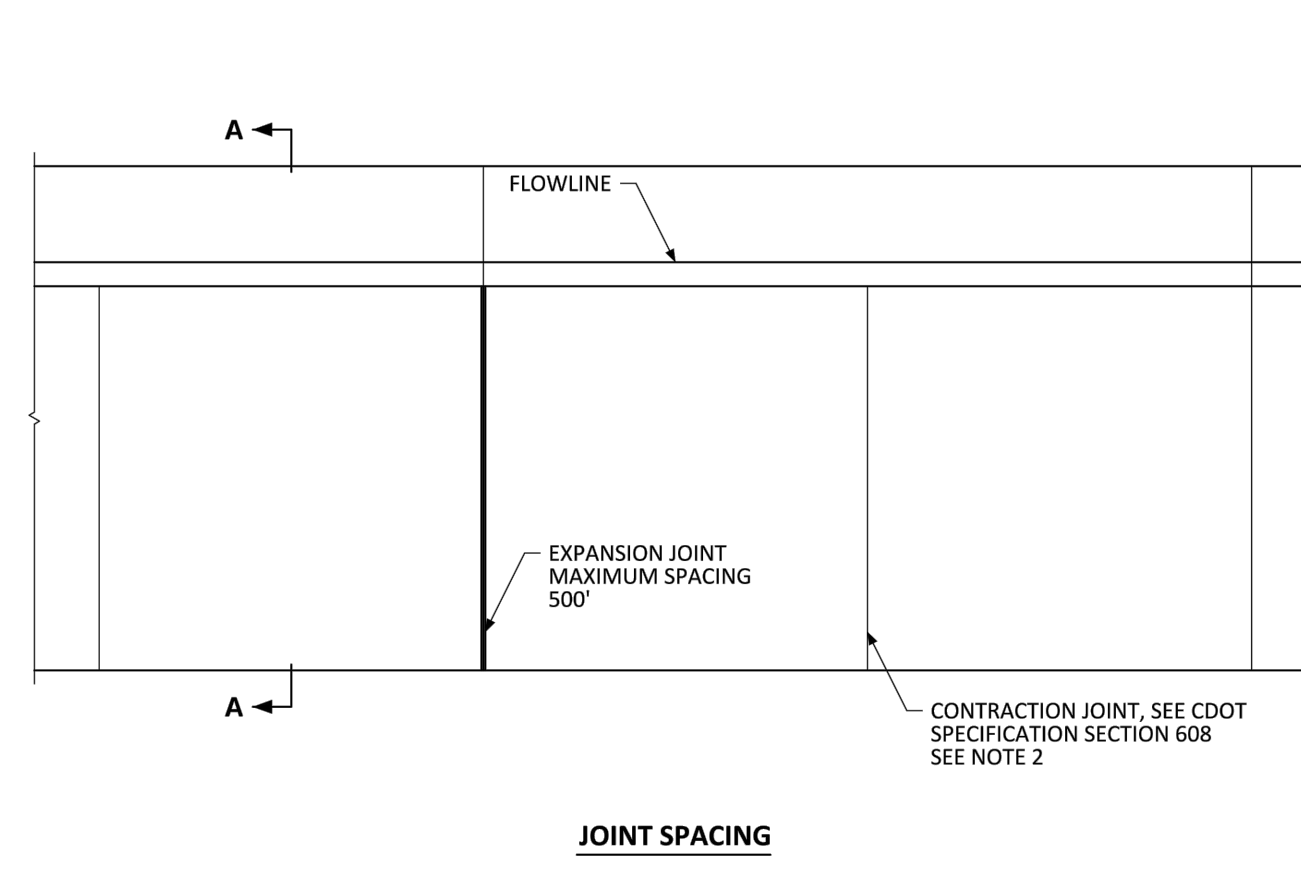 A
FLOWLINE
EXPANSION JOINT
MAXIMUM SPACING
500'
A
CONTRACTION JOINT, SEE CDOT
SPECIFICATION SECTION 608
SEE NOTE 2
JOINT SPACING